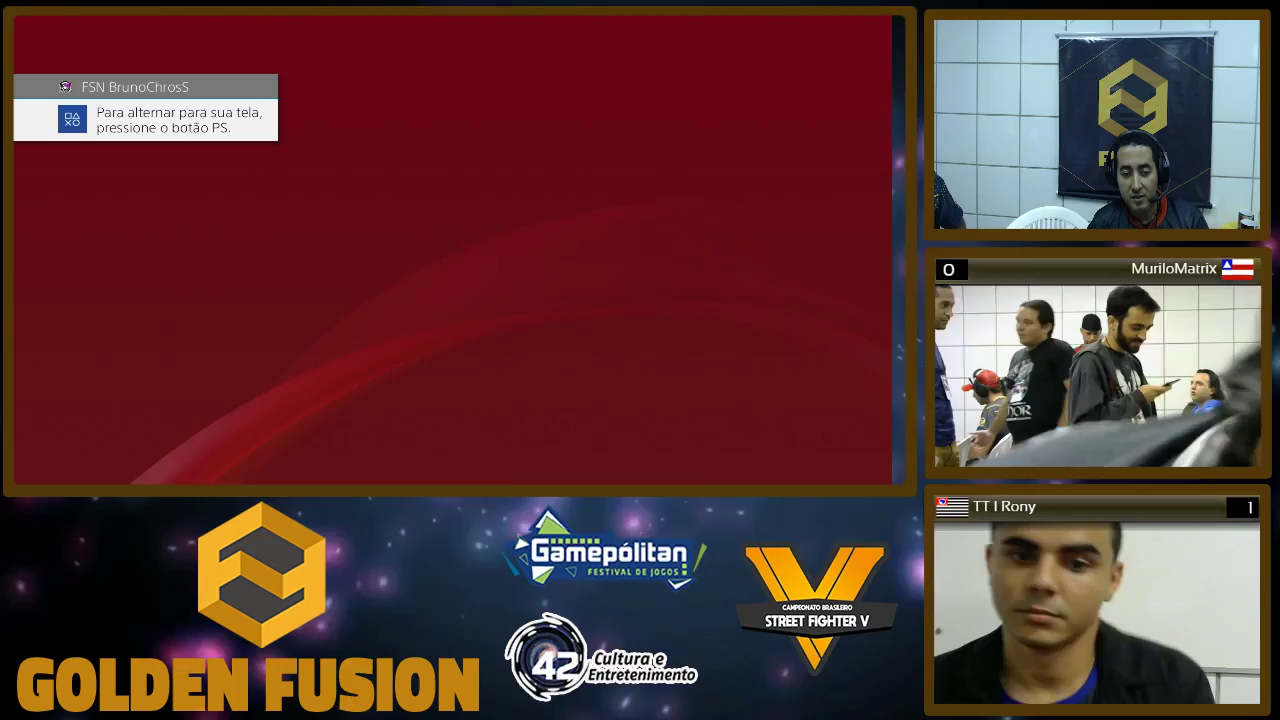 FSN BrunoChrosS
Para alternar para sua tela,
pressione o botão PS.
O
MuriloMatrix
TT I Rony
1
GOLDEN FUSION
Gamepólitan
FESTIVAL DE JOGOS
42
Cultura e
Entretenimento
CAMPEONATO BRASILEIRO
STREET FIGHTER V